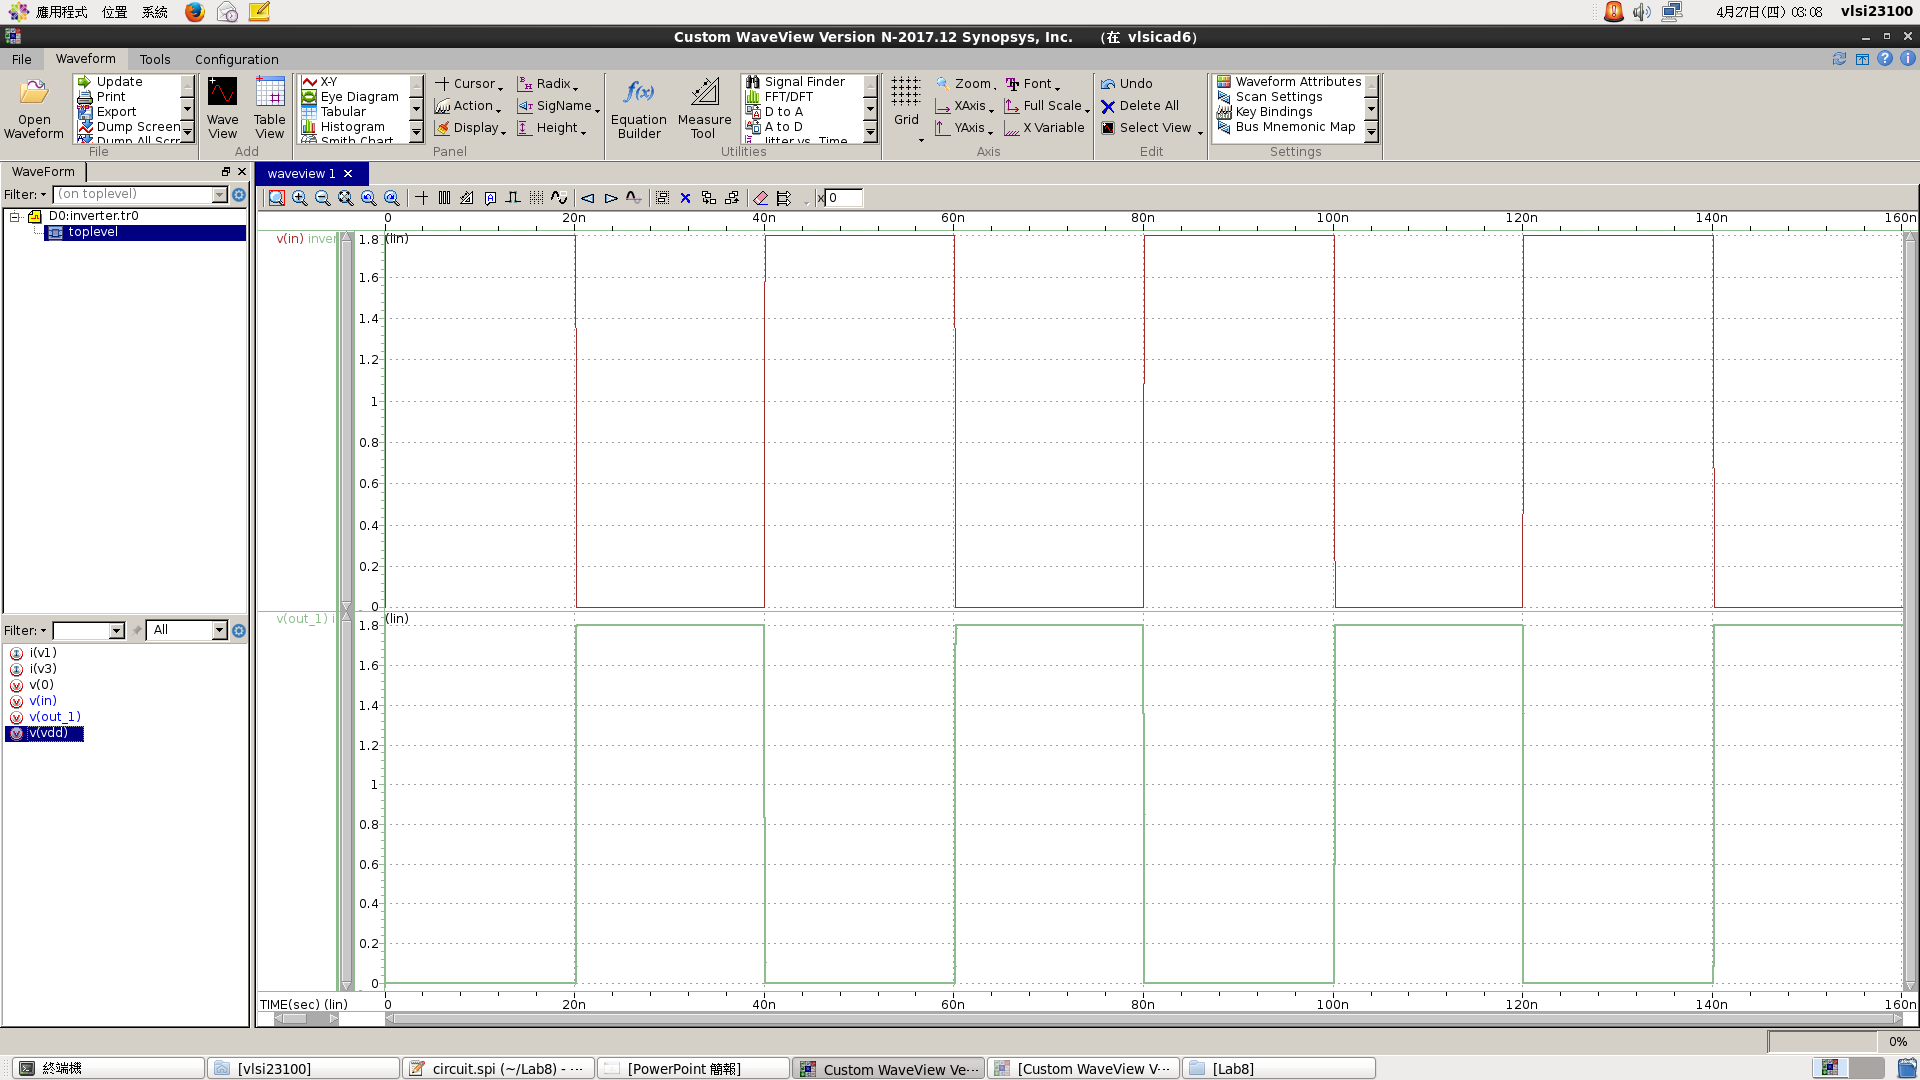 應用程式 位置 系統 4月27日(四) 03:08 vlsi23100
Custom WaveView Version N-2017.12 Synopsys, Inc. (在 vlsicad6)
File Waveform Tools Configuration
Open Waveform
Update
Print
Export
Dump Screen
Dump All Scr
File
Wave View
Table View
Add
X-Y
Eye Diagram
Tabular
Histogram
Smith Chart
Panel
Cursor
Action
Display
Radix
SigName
Height
Equation Builder
Measure Tool
Signal Finder
FFT/DFT
D to A
A to D
Jitter vs. Time
Utilities
Grid
Zoom
XAxis
YAxis
Font
Full Scale
X Variable
Axis
Undo
Delete All
Select View
Edit
Waveform Attributes
Scan Settings
Key Bindings
Bus Mnemonic Map
Settings
WaveForm
Filter: (on toplevel)
D0:inverter.tr0
toplevel
Filter: All
i(v1)
i(v3)
v(0)
v(in)
v(out_1)
v(vdd)
waveview 1
x 0
0 20n 40n 60n 80n 100n 120n 140n 160n
v(in) inver
(lin)
1.8
1.6
1.4
1.2
1
0.8
0.6
0.4
0.2
0
v(out_1) i
(lin)
1.8
1.6
1.4
1.2
1
0.8
0.6
0.4
0.2
0
TIME(sec) (lin) 0 20n 40n 60n 80n 100n 120n 140n 160n
0%
終端機 [vlsi23100] circuit.spi (~/Lab8) - ··· [PowerPoint 簡報] Custom WaveView Ve··· [Custom WaveView V··· [Lab8]